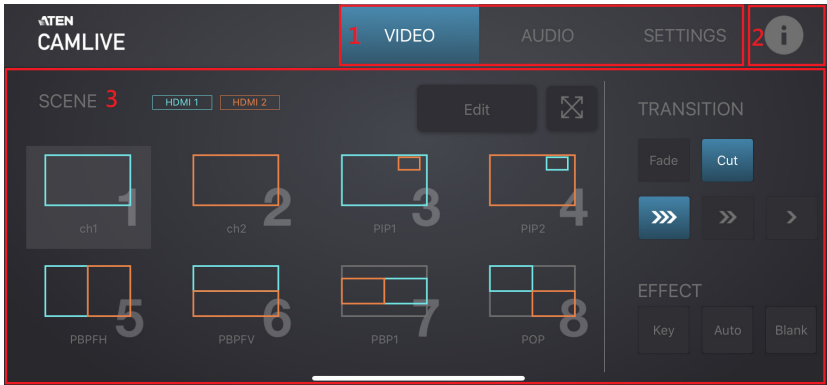 ATEN
CAMLIVE
1 VIDEO AUDIO SETTINGS 2 i
SCENE 3 HDMI 1 HDMI 2 Edit
TRANSITION
Fade Cut
1 2 3 4
ch1 ch2 PIP1 PIP2
5 6 7 8
PBPFH PBPFV PBP1 POP
EFFECT
Key Auto Blank